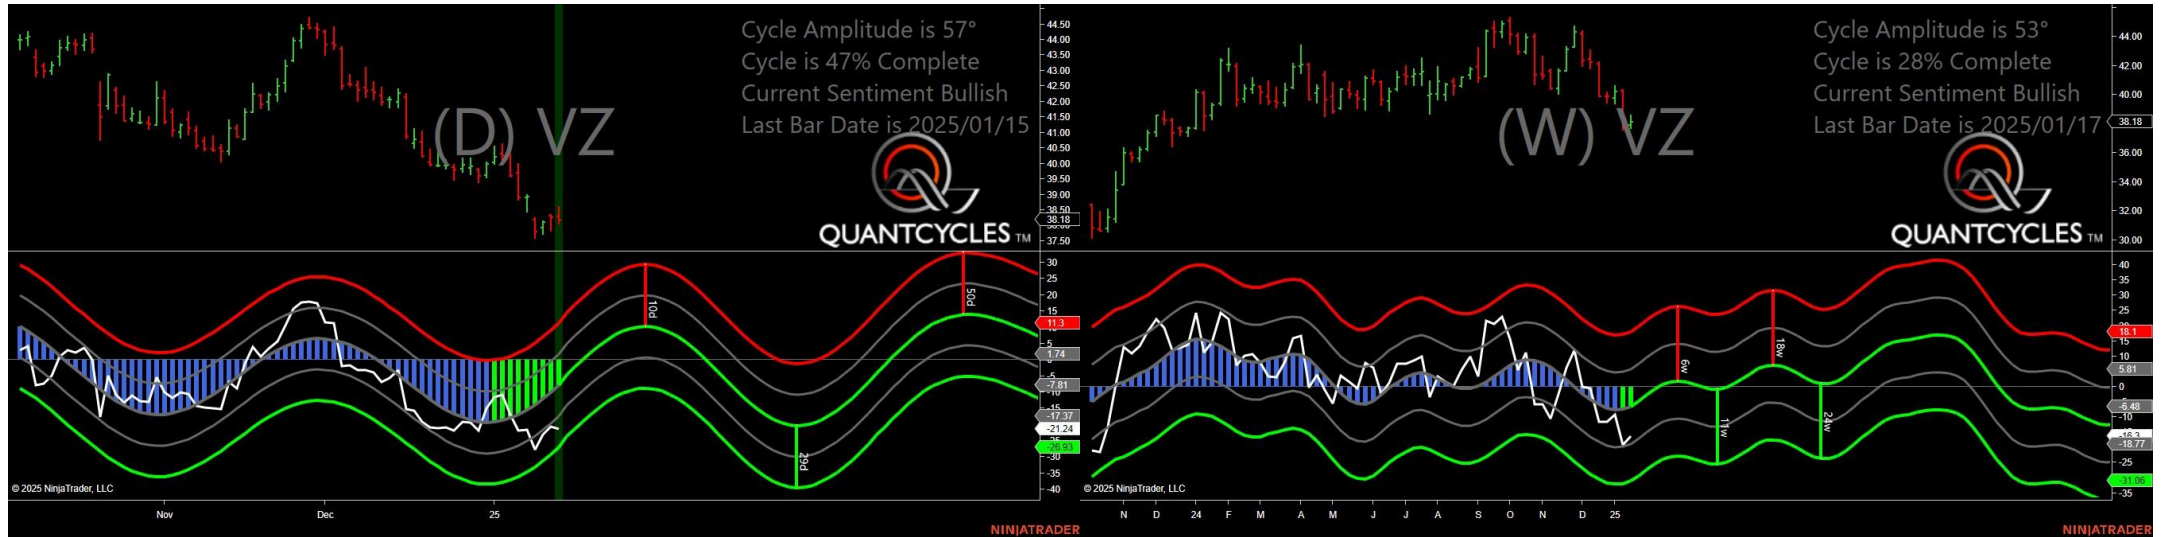 Cycle Amplitude is 57°
Cycle is 47% Complete
Current Sentiment Bullish
Last Bar Date is 2025/01/15
(D) VZ
QUANTCYCLES TM
44.50
44.00
43.50
43.00
42.50
42.00
41.50
41.00
40.50
40.00
39.50
39.00
38.50
38.18
37.50
30
25
20
15
11.3
5
1.74
-5
-7.81
-10
-17.37
-21.24
-26.93
-30
-35
-40
10d
29d
50d
© 2025 NinjaTrader, LLC
Nov
Dec
25
NINJATRADER
Cycle Amplitude is 53°
Cycle is 28% Complete
Current Sentiment Bullish
Last Bar Date is 2025/01/17
(W) VZ
QUANTCYCLES TM
44.00
42.00
40.00
38.18
36.00
34.00
32.00
30.00
40
35
30
25
18.1
15
10
5.81
0
-6.48
-10
-16.3
-18.77
-25
-31.06
-35
6w
11w
18w
24w
© 2025 NinjaTrader, LLC
N D 24 F M A M J J A S O N D 25
NINJATRADER